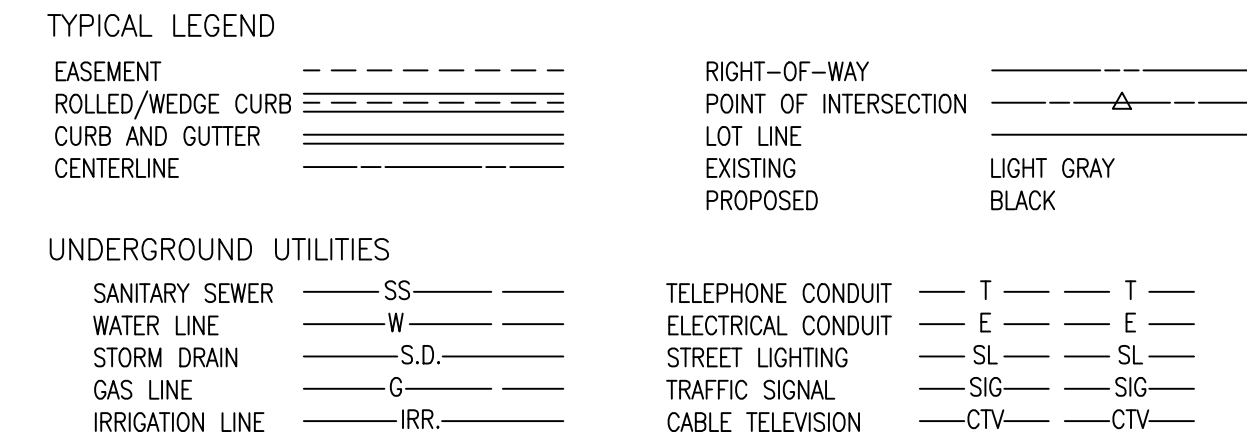 TYPICAL LEGEND
EASEMENT
ROLLED/WEDGE CURB
CURB AND GUTTER
CENTERLINE
RIGHT-OF-WAY
POINT OF INTERSECTION
LOT LINE
EXISTING LIGHT GRAY
PROPOSED BLACK
UNDERGROUND UTILITIES
SANITARY SEWER SS
WATER LINE W
STORM DRAIN S.D.
GAS LINE G
IRRIGATION LINE IRR.
TELEPHONE CONDUIT T T
ELECTRICAL CONDUIT E E
STREET LIGHTING SL SL
TRAFFIC SIGNAL SIG SIG
CABLE TELEVISION CTV CTV